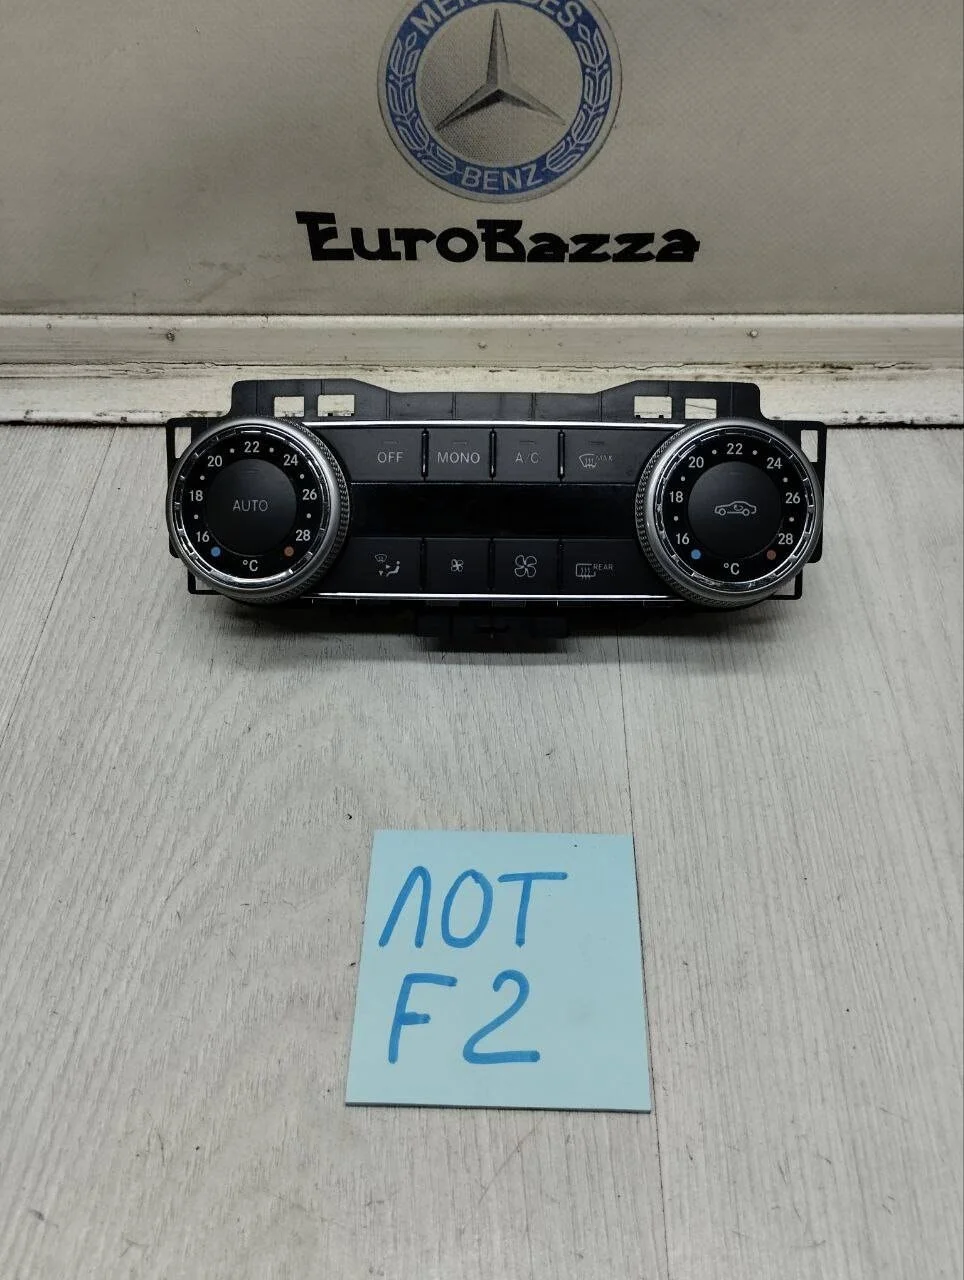 MERCEDES
BENZ
EuroBazza
OFF MONO A/C MAX
16 18 20 22 24 26 28
AUTO
°C
16 18 20 22 24 26 28
°C
REAR
ЛОТ
F2